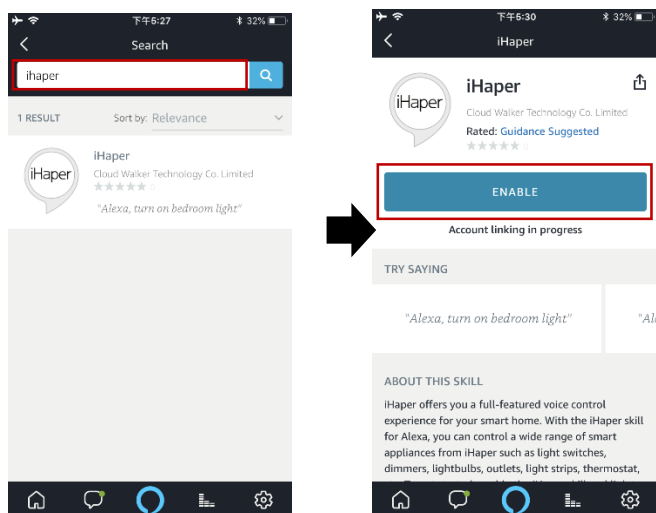 下午5:27
32%
Search
ihaper
1 RESULT
Sort by: Relevance
iHaper
iHaper
Cloud Walker Technology Co. Limited
0
"Alexa, turn on bedroom light"
下午5:30
32%
iHaper
iHaper
iHaper
Cloud Walker Technology Co. Limited
Rated: Guidance Suggested
0
ENABLE
Account linking in progress
TRY SAYING
"Alexa, turn on bedroom light"
ABOUT THIS SKILL
iHaper offers you a full-featured voice control
experience for your smart home. With the iHaper skill
for Alexa, you can control a wide range of smart
appliances from iHaper such as light switches,
dimmers, lightbulbs, outlets, light strips, thermostat,